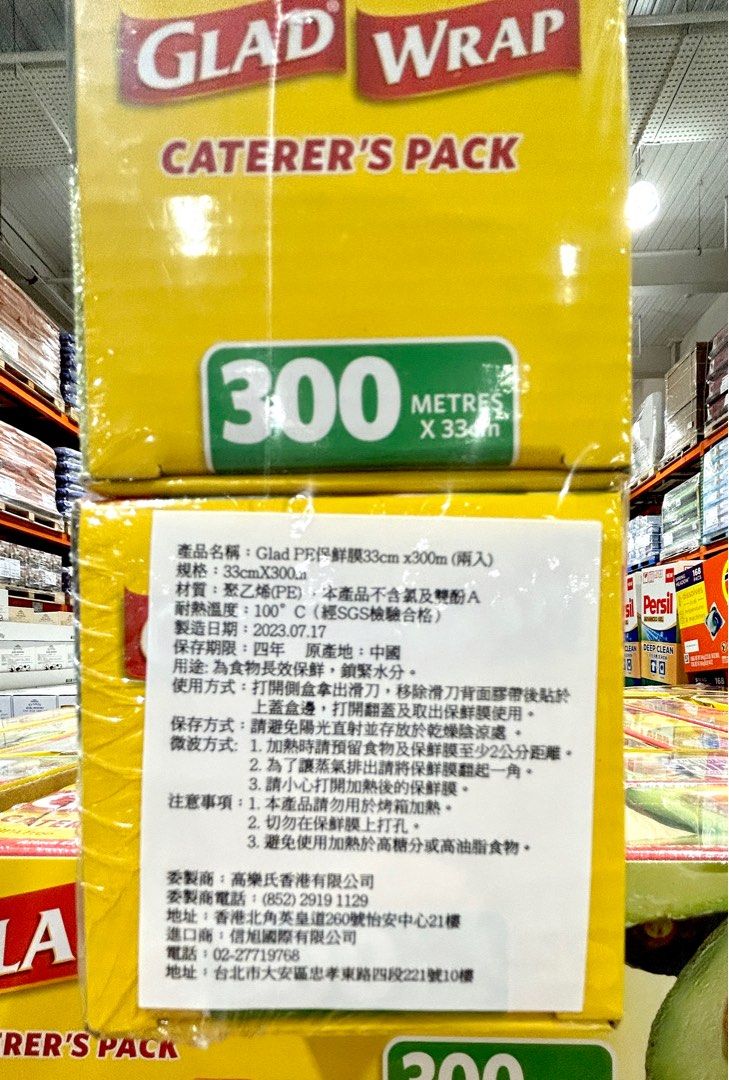 GLAD® WRAP
CATERER'S PACK
300 METRES
X 33
產品名稱：Glad PE保鮮膜33cm x300m (兩入)
規格：33cmX300m
材質：聚乙烯(PE)，本產品不含氯及雙酚A
耐熱溫度：100°C（經SGS檢驗合格）
製造日期：2023.07.17
保存期限：四年 原產地：中國
用途: 為食物長效保鮮，鎖緊水分。
使用方式：打開側盒拿出滑刀，移除滑刀背面膠帶後貼於
上蓋盒邊，打開翻蓋及取出保鮮膜使用。
保存方式：請避免陽光直射並存放於乾燥陰涼處。
微波方式: 1. 加熱時請預留食物及保鮮膜至少2公分距離。
2. 為了讓蒸氣排出請將保鮮膜翻起一角。
3. 請小心打開加熱後的保鮮膜。
注意事項：1. 本產品請勿用於烤箱加熱。
2. 切勿在保鮮膜上打孔。
3. 避免使用加熱於高糖分或高油脂食物。
委製商：高樂氏香港有限公司
委製商電話：(852) 2919 1129
地址：香港北角英皇道260號怡安中心21樓
進口商：信旭國際有限公司
電話：02-27719768
地址：台北市大安區忠孝東路四段221號10樓
Persil
DEEP CLEAN
168
LA
RER'S PACK
300